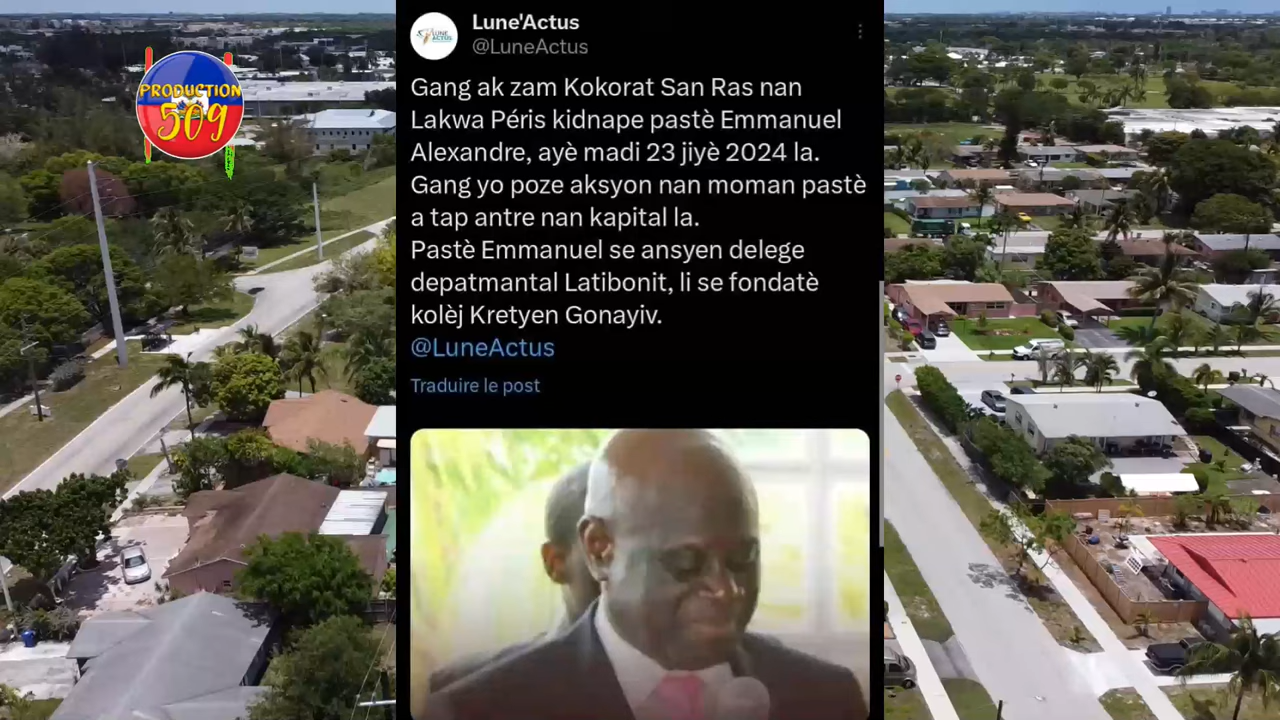 PRODUCTION
509
Lune'Actus
@LuneActus
Gang ak zam Kokorat San Ras nan
Lakwa Péris kidnape pastè Emmanuel
Alexandre, ayè madi 23 jiyè 2024 la.
Gang yo poze aksyon nan moman pastè
a tap antre nan kapital la.
Pastè Emmanuel se ansyen delege
depatmantal Latibonit, li se fondatè
kolèj Kretyen Gonayiv.
@LuneActus
Traduire le post